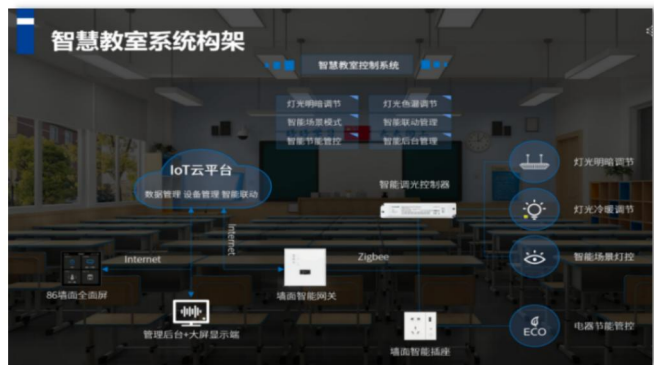 智慧教室系统构架
智慧教室控制系统
灯光明暗调节
灯光色温调节
智能场景模式
智能联动管理
智能节能管控
智能后台管理
IoT云平台
数据管理 设备管理 智能联动
智能调光控制器
灯光明暗调节
灯光冷暖调节
智能场景灯控
Internet
Internet
Zigbee
86墙面全面屏
墙面智能网关
管理后台+大屏显示端
墙面智能插座
ECO
电器节能管控